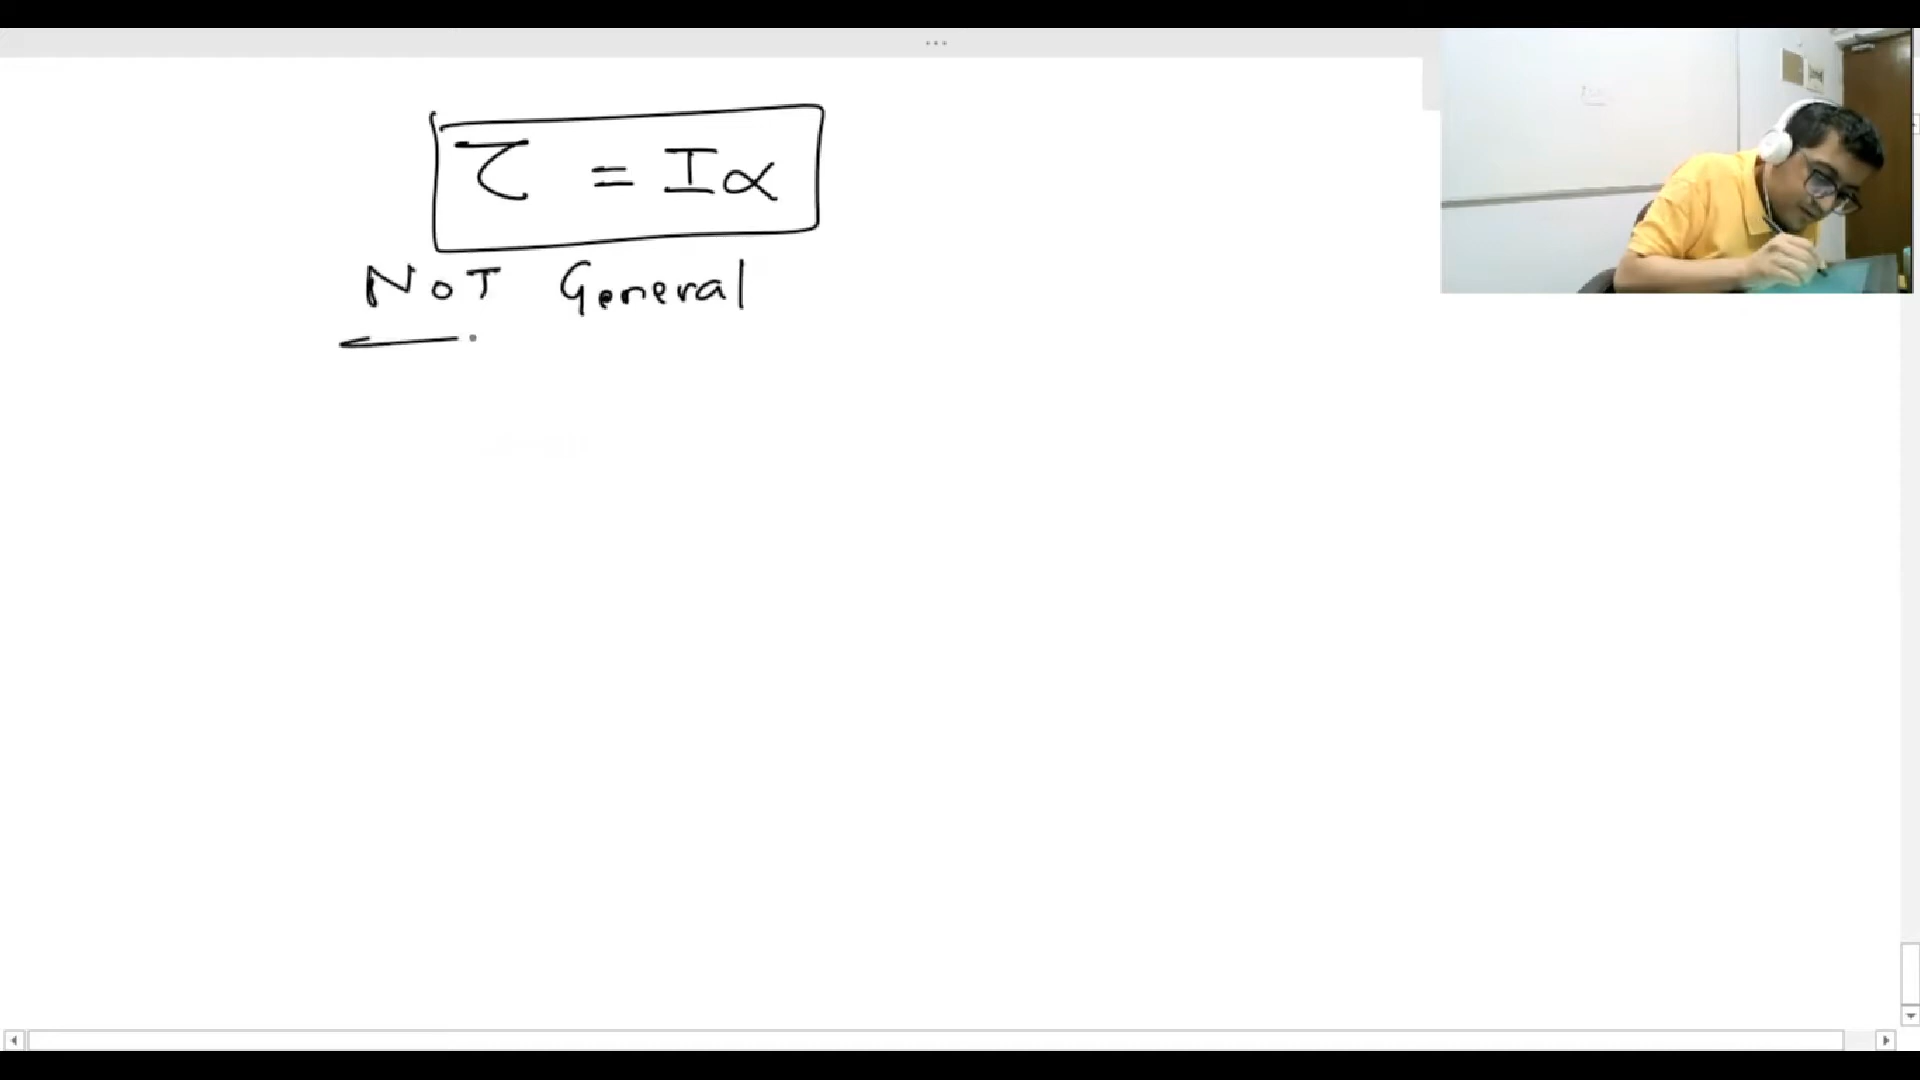 τ = Iα
NOT General